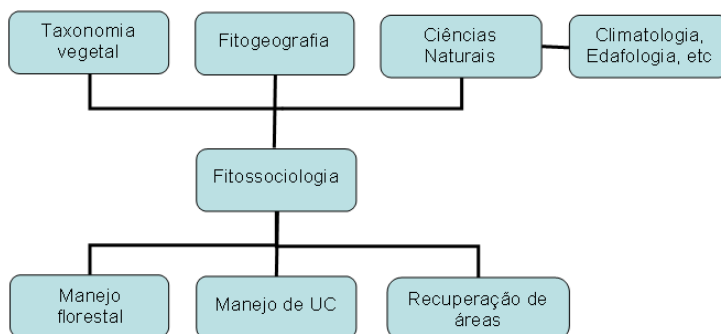 Taxonomia
vegetal
Fitogeografia
Ciências
Naturais
Climatologia,
Edafologia, etc
Fitossociologia
Manejo
florestal
Manejo de UC
Recuperação de
áreas